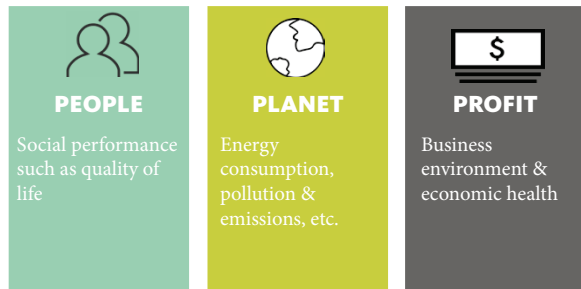 PEOPLE
Social performance
such as quality of
life
PLANET
Energy
consumption,
pollution &
emissions, etc.
$
PROFIT
Business
environment &
economic health